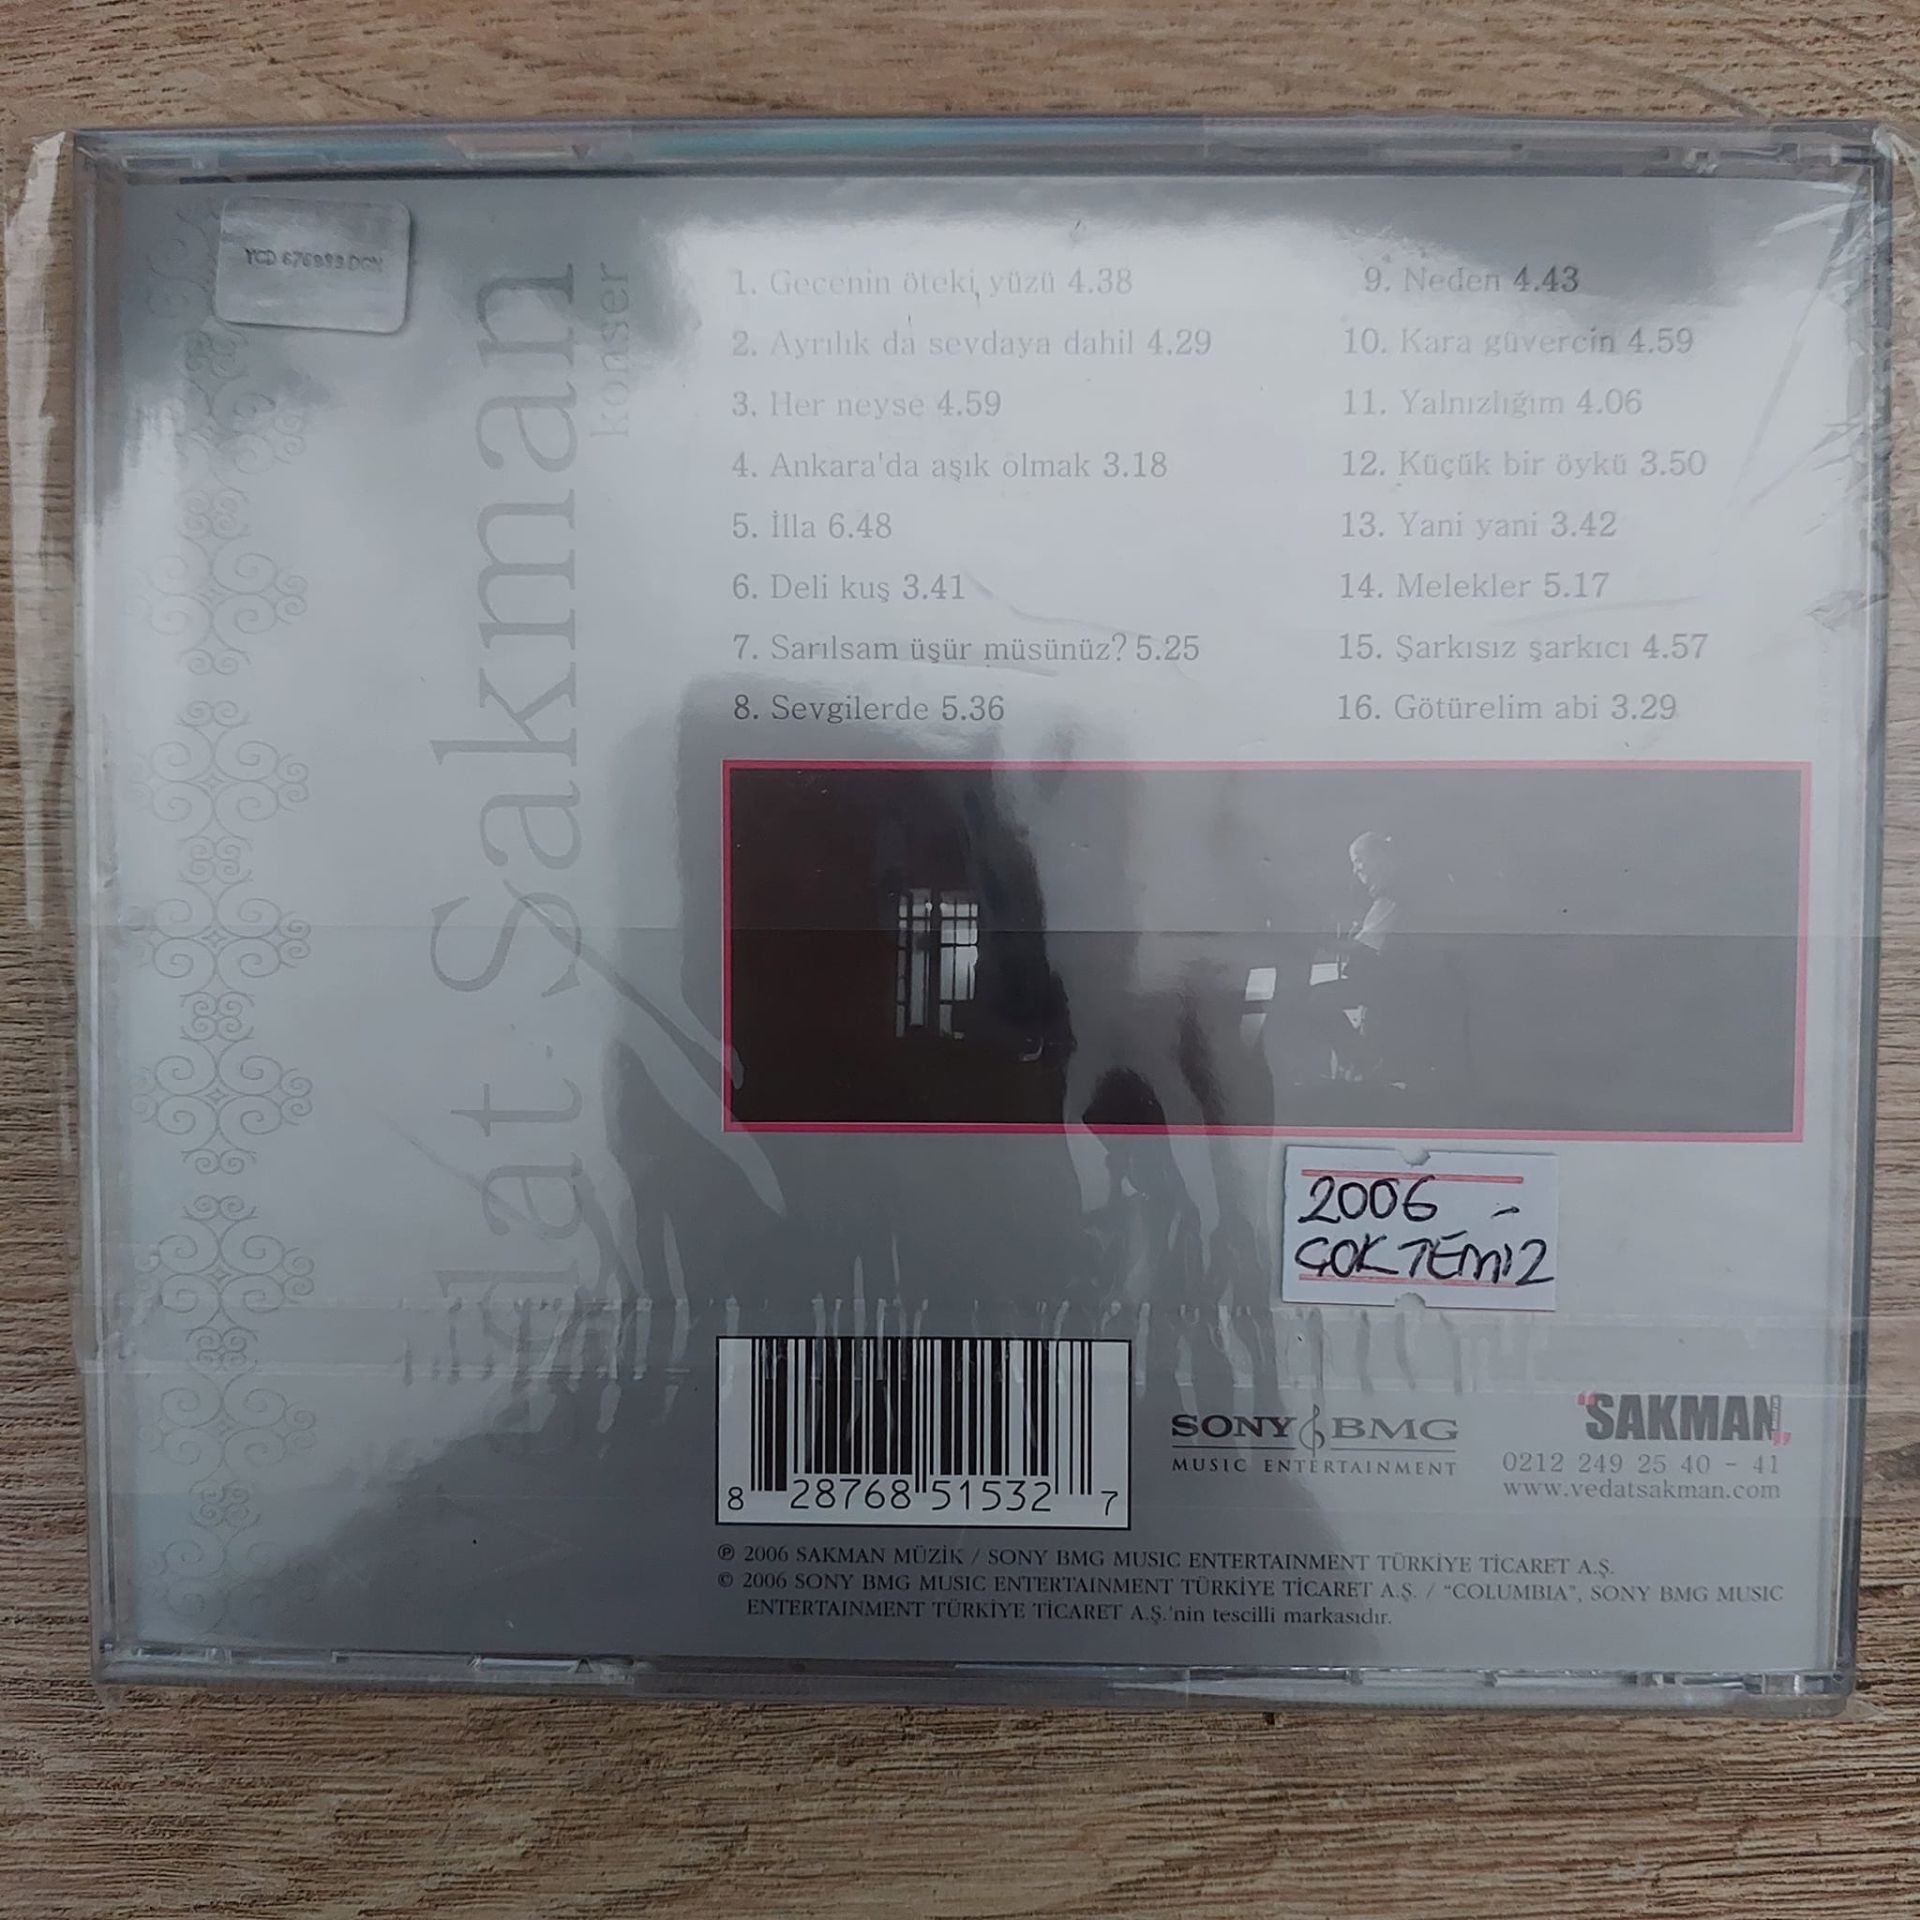 Vedat Sakman
konser
1. Gecenin öteki yüzü 4.38
2. Ayrılık da sevdaya dahil 4.29
3. Her neyse 4.59
4. Ankara'da aşık olmak 3.18
5. İlla 6.48
6. Deli kuş 3.41
7. Sarılsam üşür müsünüz? 5.25
8. Sevgilerde 5.36
9. Neden 4.43
10. Kara güvercin 4.59
11. Yalnızlığım 4.06
12. Küçük bir öykü 3.50
13. Yani yani 3.42
14. Melekler 5.17
15. Şarkısız şarkıcı 4.57
16. Götürelim abi 3.29
2006 -
ÇOK TEMiZ
8 28768 51532 7
SONY BMG
MUSIC ENTERTAINMENT
SAKMAN
0212 249 25 40 - 41
www.vedatsakman.com
℗ 2006 SAKMAN MÜZİK / SONY BMG MUSIC ENTERTAINMENT TÜRKİYE TİCARET A.Ş.
© 2006 SONY BMG MUSIC ENTERTAINMENT TÜRKİYE TİCARET A.Ş. / “COLUMBIA”, SONY BMG MUSIC
ENTERTAINMENT TÜRKİYE TİCARET A.Ş.'nin tescilli markasıdır.